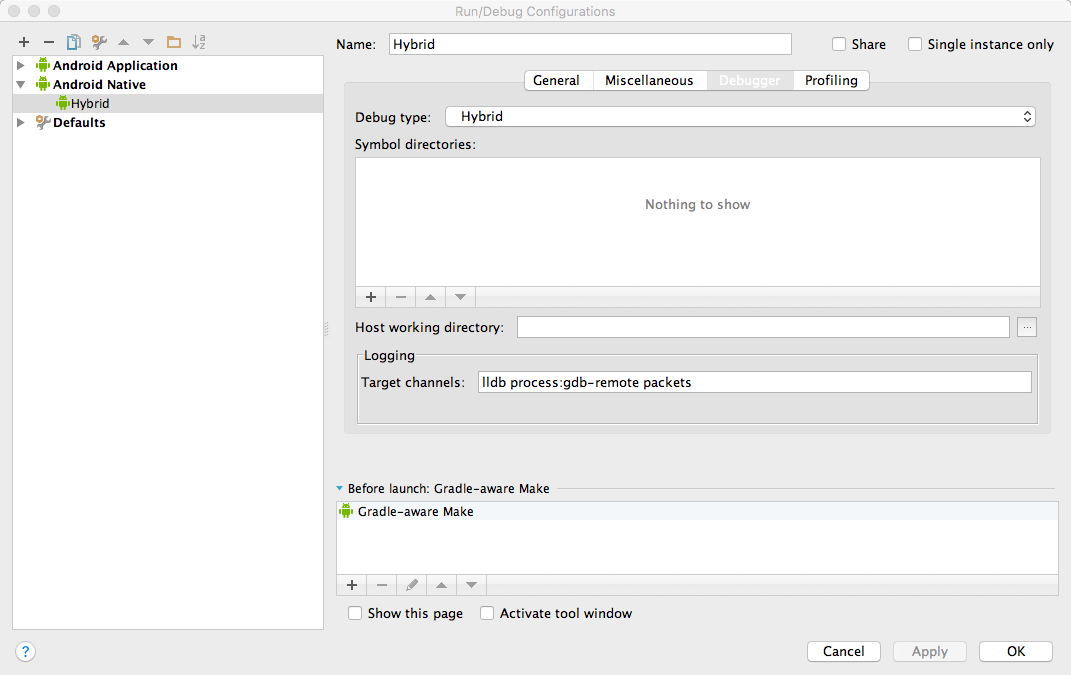 Run/Debug Configurations
Name: Hybrid Share Single instance only
Android Application
Android Native
Hybrid
Defaults
General Miscellaneous Debugger Profiling
Debug type: Hybrid
Symbol directories:
Nothing to show
Host working directory: ...
Logging
Target channels: lldb process:gdb-remote packets
Before launch: Gradle-aware Make
Gradle-aware Make
Show this page Activate tool window
? Cancel Apply OK